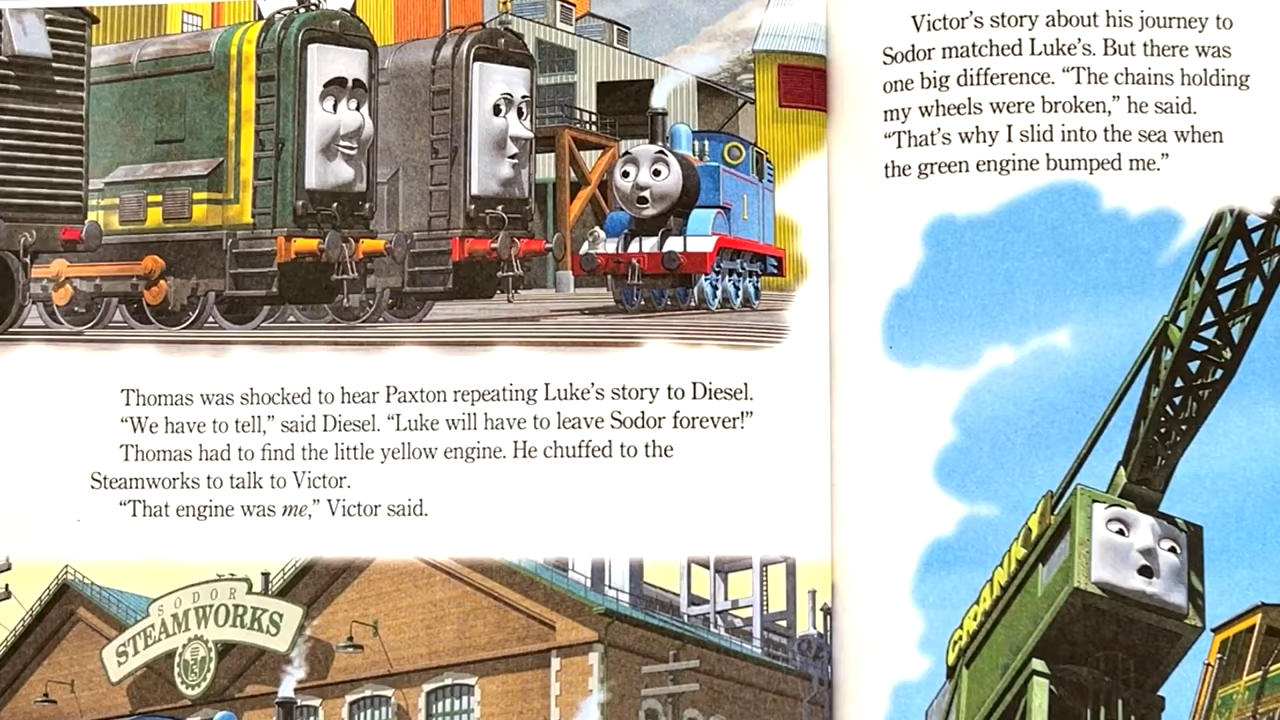 1
Thomas was shocked to hear Paxton repeating Luke's story to Diesel.
“We have to tell,” said Diesel. “Luke will have to leave Sodor forever!”
Thomas had to find the little yellow engine. He chuffed to the
Steamworks to talk to Victor.
“That engine was me,” Victor said.
SODOR
STEAMWORKS
Victor's story about his journey to
Sodor matched Luke's. But there was
one big difference. “The chains holding
my wheels were broken,” he said.
“That's why I slid into the sea when
the green engine bumped me.”
CRANKY